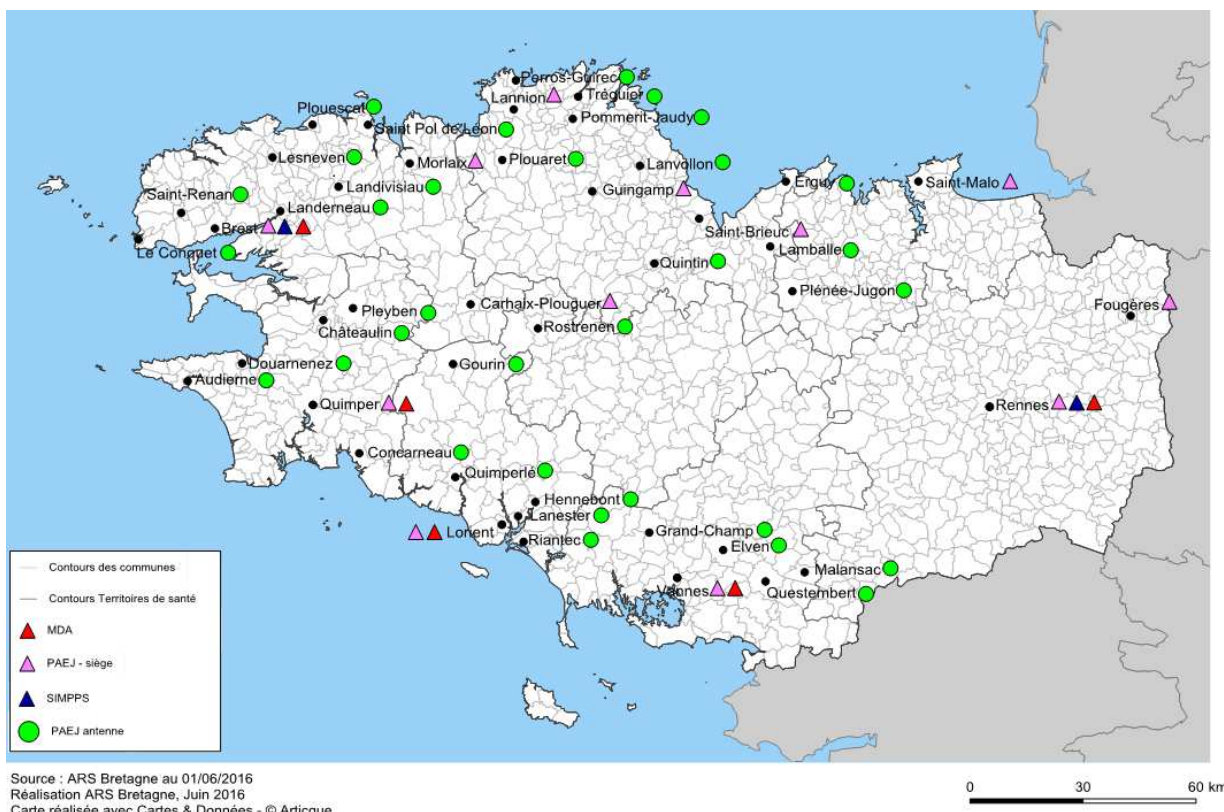 Perros-Guirec
Lannion
Tréguier
Plouescat
Saint Pol de Léon
Pommerit-Jaudy
Lesneven
Morlaix
Plouaret
Lanvollon
Saint-Renan
Landivisiau
Guingamp
Erquy
Saint-Malo
Landerneau
Brest
Saint-Brieuc
Le Conquet
Lamballe
Quintin
Plénée-Jugon
Carhaix-Plouguer
Fougères
Pleyben
Châteaulin
Rostrenen
Douarnenez
Gourin
Audierne
Quimper
Rennes
Concarneau
Quimperlé
Hennebont
Lanester
Lorient
Grand-Champ
Riantec
Elven
Malansac
Vannes
Questembert
Contours des communes
Contours Territoires de santé
MDA
PAEJ - siège
SIMPPS
PAEJ antenne
Source : ARS Bretagne au 01/06/2016
Réalisation ARS Bretagne, Juin 2016
Carte réalisée avec Cartes & Données - © Articque
0 30 60 km